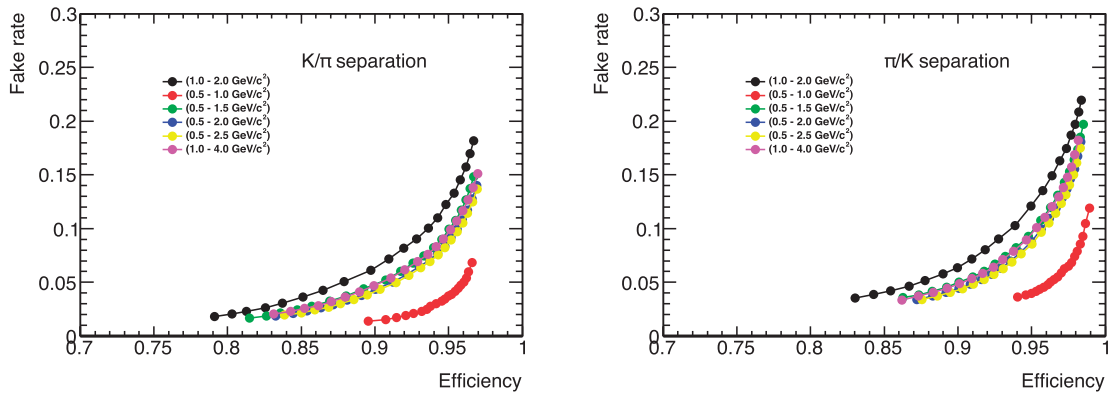 Fake rate
0.3
0.25
0.2
0.15
0.1
0.05
0
K/π separation
(1.0 - 2.0 GeV/c²)
(0.5 - 1.0 GeV/c²)
(0.5 - 1.5 GeV/c²)
(0.5 - 2.0 GeV/c²)
(0.5 - 2.5 GeV/c²)
(1.0 - 4.0 GeV/c²)
0.7 0.75 0.8 0.85 0.9 0.95 1
Efficiency
Fake rate
0.3
0.25
0.2
0.15
0.1
0.05
0
π/K separation
(1.0 - 2.0 GeV/c²)
(0.5 - 1.0 GeV/c²)
(0.5 - 1.5 GeV/c²)
(0.5 - 2.0 GeV/c²)
(0.5 - 2.5 GeV/c²)
(1.0 - 4.0 GeV/c²)
0.7 0.75 0.8 0.85 0.9 0.95 1
Efficiency